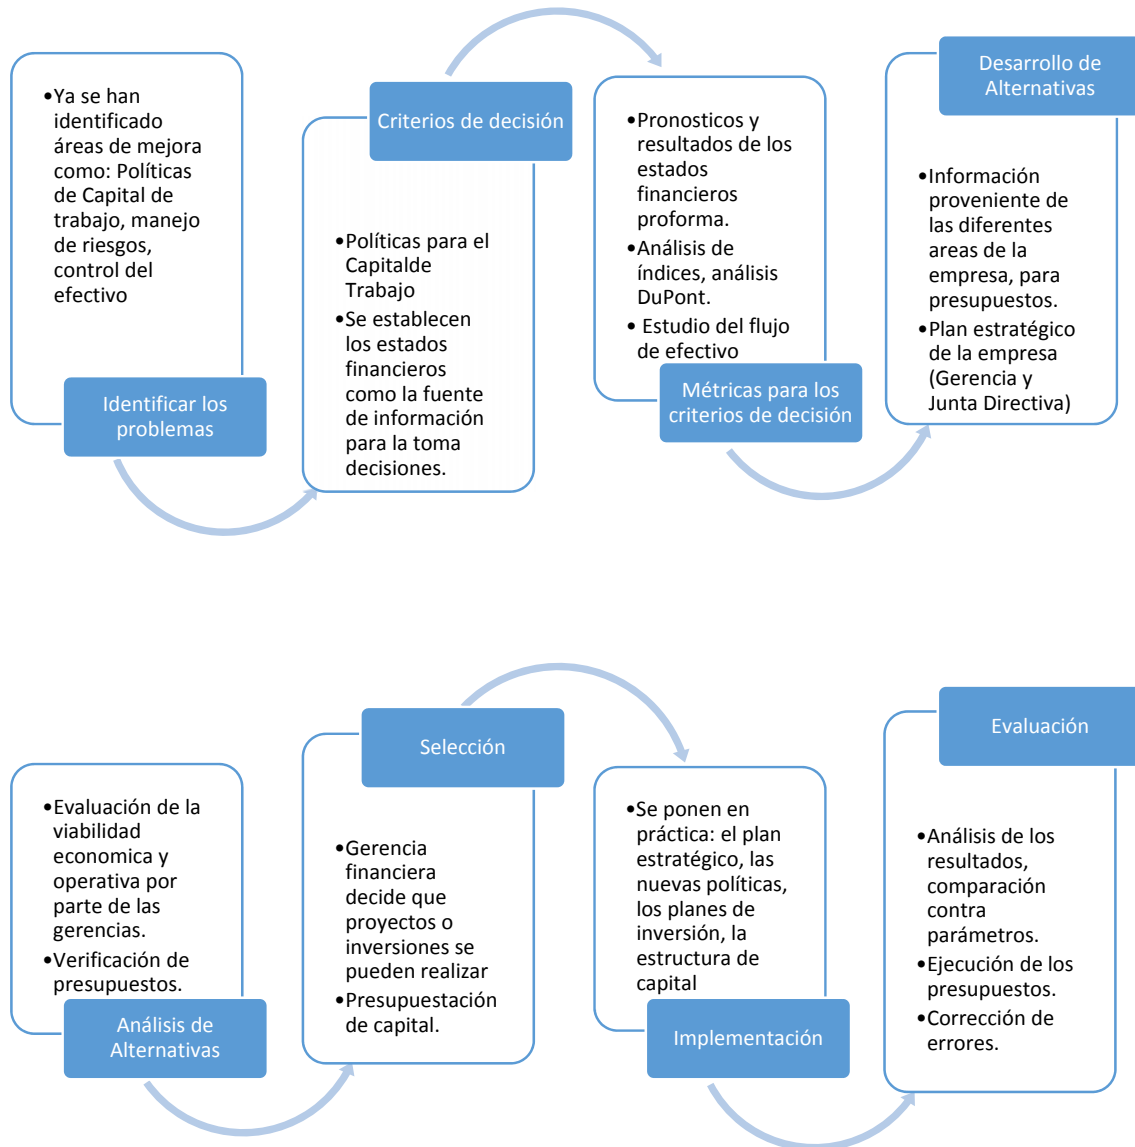 •Ya se han
identificado
áreas de mejora
como: Políticas
de Capital de
trabajo, manejo
de riesgos,
control del
efectivo
Identificar los
problemas
Criterios de decisión
•Políticas para el
Capitalde
Trabajo
•Se establecen
los estados
financieros
como la fuente
de información
para la toma
decisiones.
•Pronosticos y
resultados de los
estados
financieros
proforma.
•Análisis de
índices, análisis
DuPont.
• Estudio del flujo
de efectivo
Métricas para los
criterios de decisión
Desarrollo de
Alternativas
•Información
proveniente de
las diferentes
areas de la
empresa, para
presupuestos.
•Plan estratégico
de la empresa
(Gerencia y
Junta Directiva)
•Evaluación de la
viabilidad
economica y
operativa por
parte de las
gerencias.
•Verificación de
presupuestos.
Análisis de
Alternativas
Selección
•Gerencia
financiera
decide que
proyectos o
inversiones se
pueden realizar
•Presupuestación
de capital.
•Se ponen en
práctica: el plan
estratégico, las
nuevas políticas,
los planes de
inversión, la
estructura de
capital
Implementación
Evaluación
•Análisis de los
resultados,
comparación
contra
parámetros.
•Ejecución de los
presupuestos.
•Corrección de
errores.